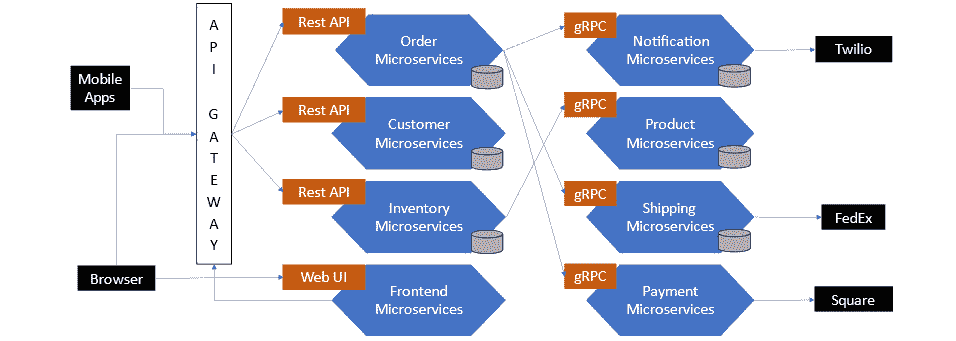 Mobile
Apps
Browser
A
P
I
G
A
T
E
W
A
Y
Rest API
Order
Microservices
Rest API
Customer
Microservices
Rest API
Inventory
Microservices
Web UI
Frontend
Microservices
gRPC
Notification
Microservices
gRPC
Product
Microservices
gRPC
Shipping
Microservices
gRPC
Payment
Microservices
Twilio
FedEx
Square